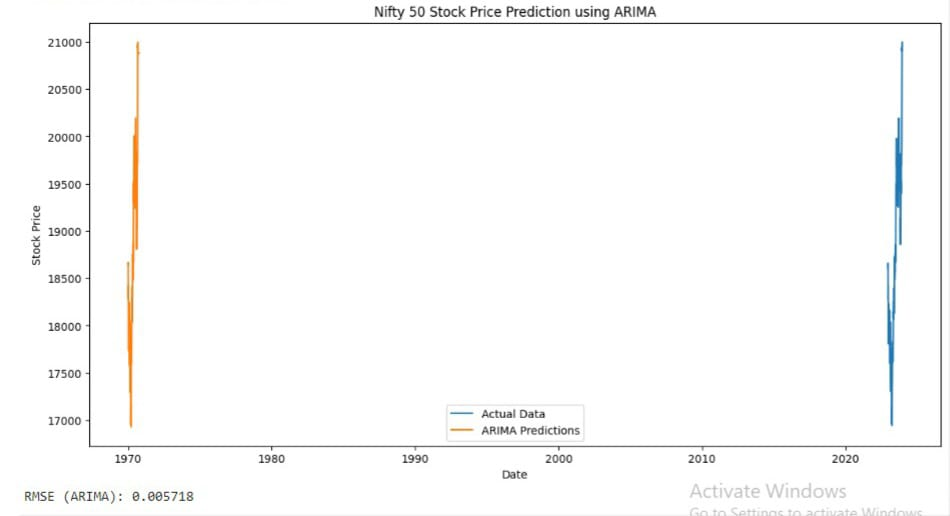 Nifty 50 Stock Price Prediction using ARIMA
21000
20500
20000
19500
19000
18500
18000
17500
17000
Stock Price
Actual Data
ARIMA Predictions
1970 1980 1990 2000 2010 2020
Date
RMSE (ARIMA): 0.005718
Activate Windows
Go to Settings to activate Windows.